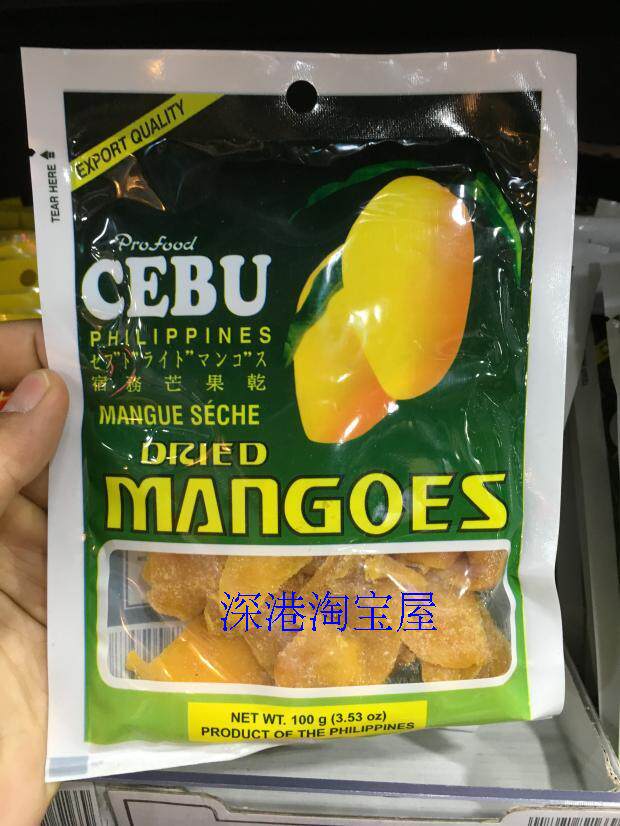 EXPORT QUALITY
TEAR HERE
Profood
CEBU
PHILIPPINES
セブドライドマンゴス
宿務芒果乾
MANGUE SÉCHE
DRIED
MANGOES
深港淘宝屋
NET WT. 100 g (3.53 oz)
PRODUCT OF THE PHILIPPINES